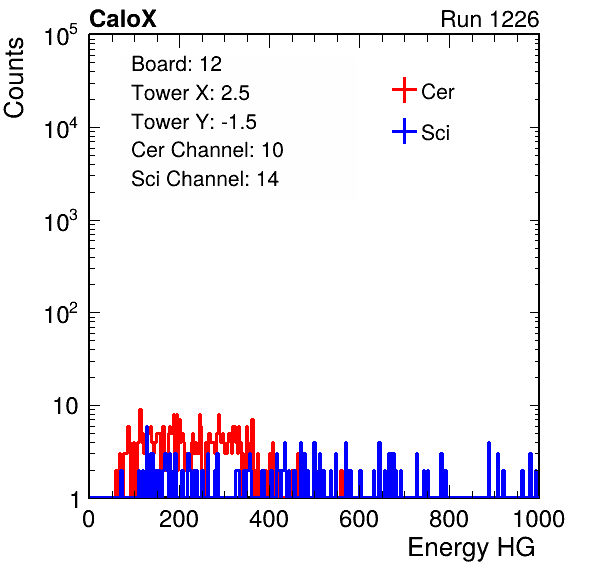 CaloX Run 1226
Counts
Board: 12
Tower X: 2.5
Tower Y: -1.5
Cer Channel: 10
Sci Channel: 14
Cer
Sci
10^5
10^4
10^3
10^2
10
1
0 200 400 600 800 1000
Energy HG